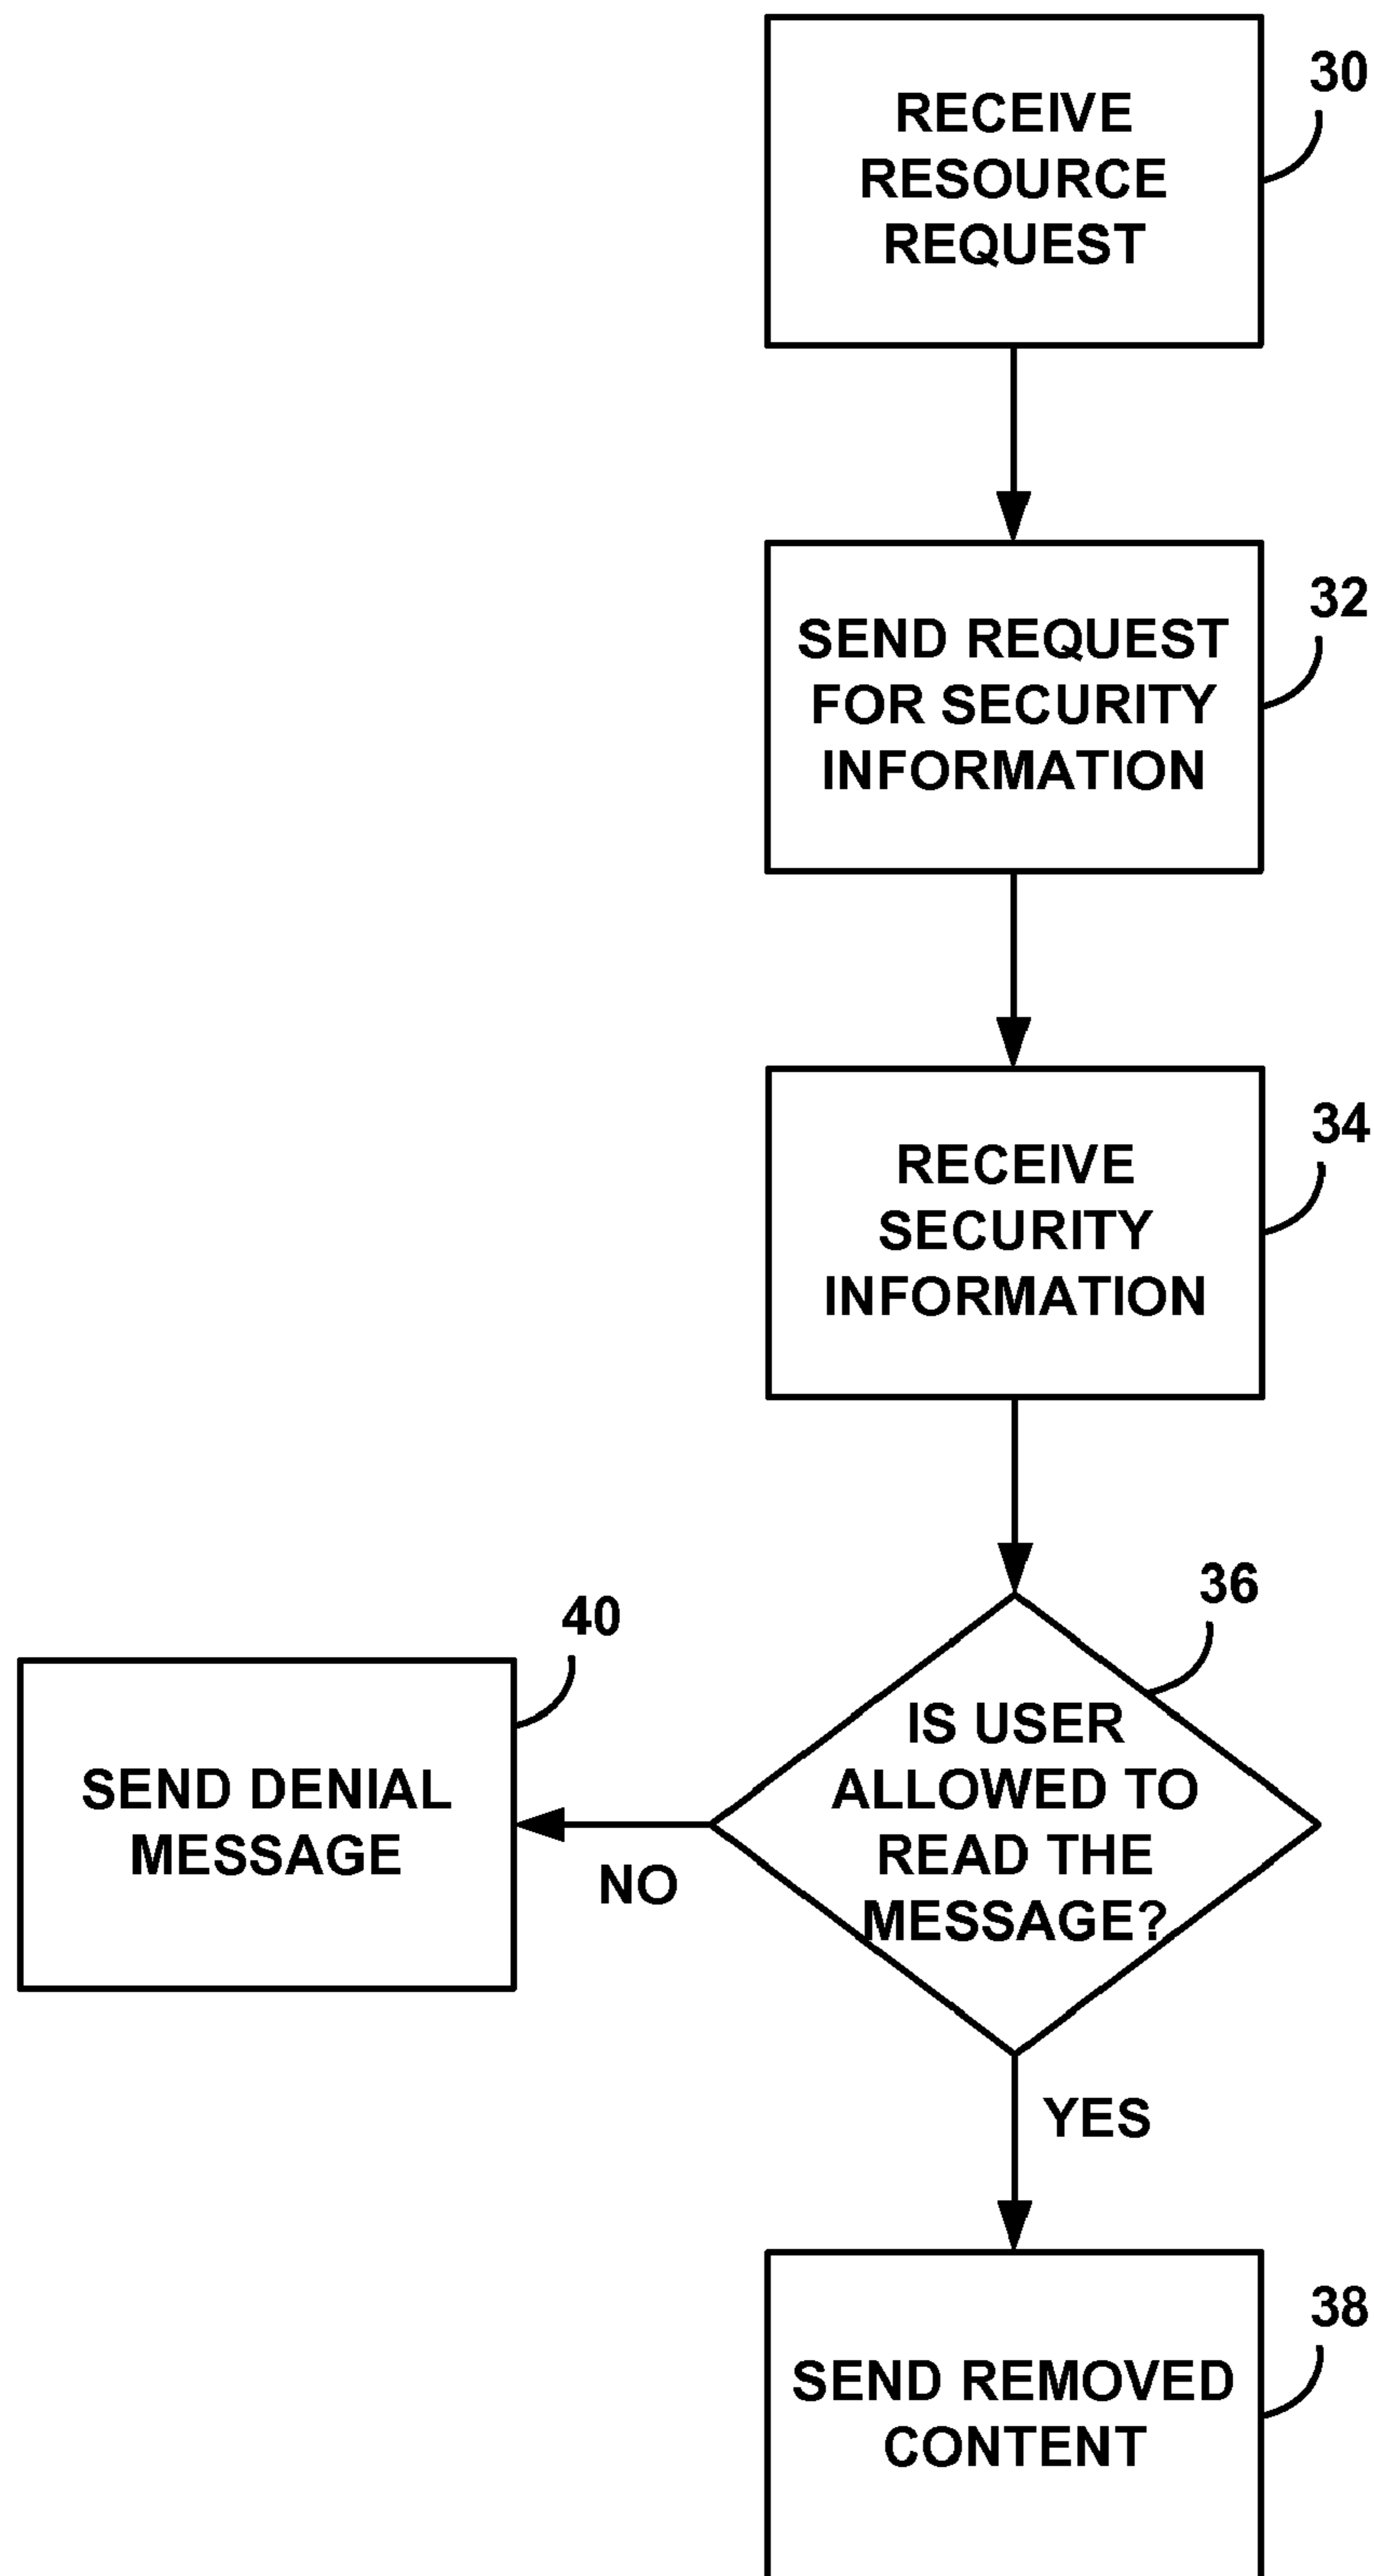 RECEIVE
RESOURCE
REQUEST
30
SEND REQUEST
FOR SECURITY
INFORMATION
32
RECEIVE
SECURITY
INFORMATION
34
36
IS USER
ALLOWED TO
READ THE
MESSAGE?
40
SEND DENIAL
MESSAGE
NO
YES
SEND REMOVED
CONTENT
38